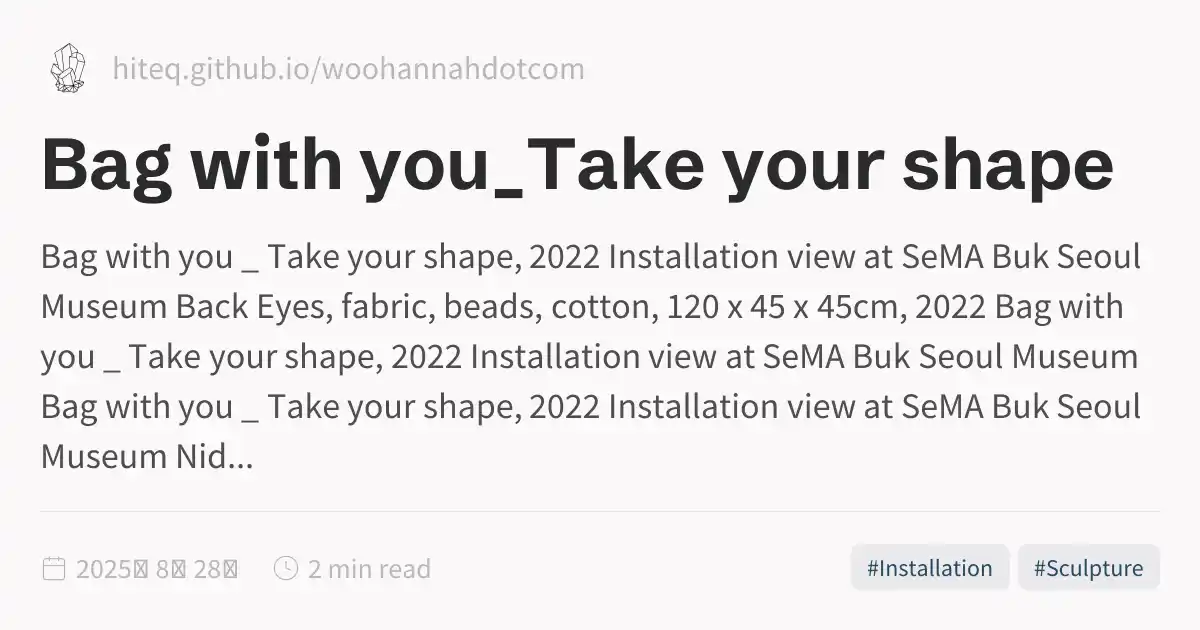 hiteq.github.io/woohannahdotcom
Bag with you_Take your shape
Bag with you _ Take your shape, 2022 Installation view at SeMA Buk Seoul
Museum Back Eyes, fabric, beads, cotton, 120 x 45 x 45cm, 2022 Bag with
you _ Take your shape, 2022 Installation view at SeMA Buk Seoul Museum
Bag with you _ Take your shape, 2022 Installation view at SeMA Buk Seoul
Museum Nid...
2025 8 28
2 min read
#Installation
#Sculpture